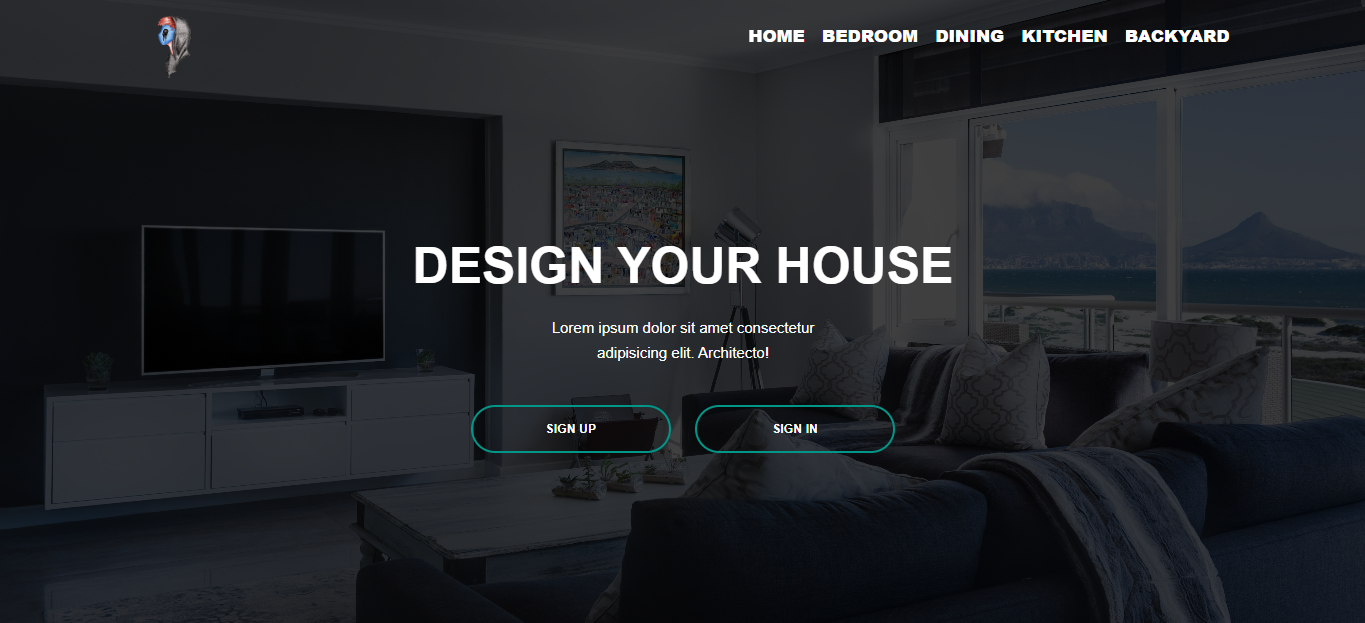 HOME BEDROOM DINING KITCHEN BACKYARD
DESIGN YOUR HOUSE
Lorem ipsum dolor sit amet consectetur
adipisicing elit. Architecto!
SIGN UP SIGN IN